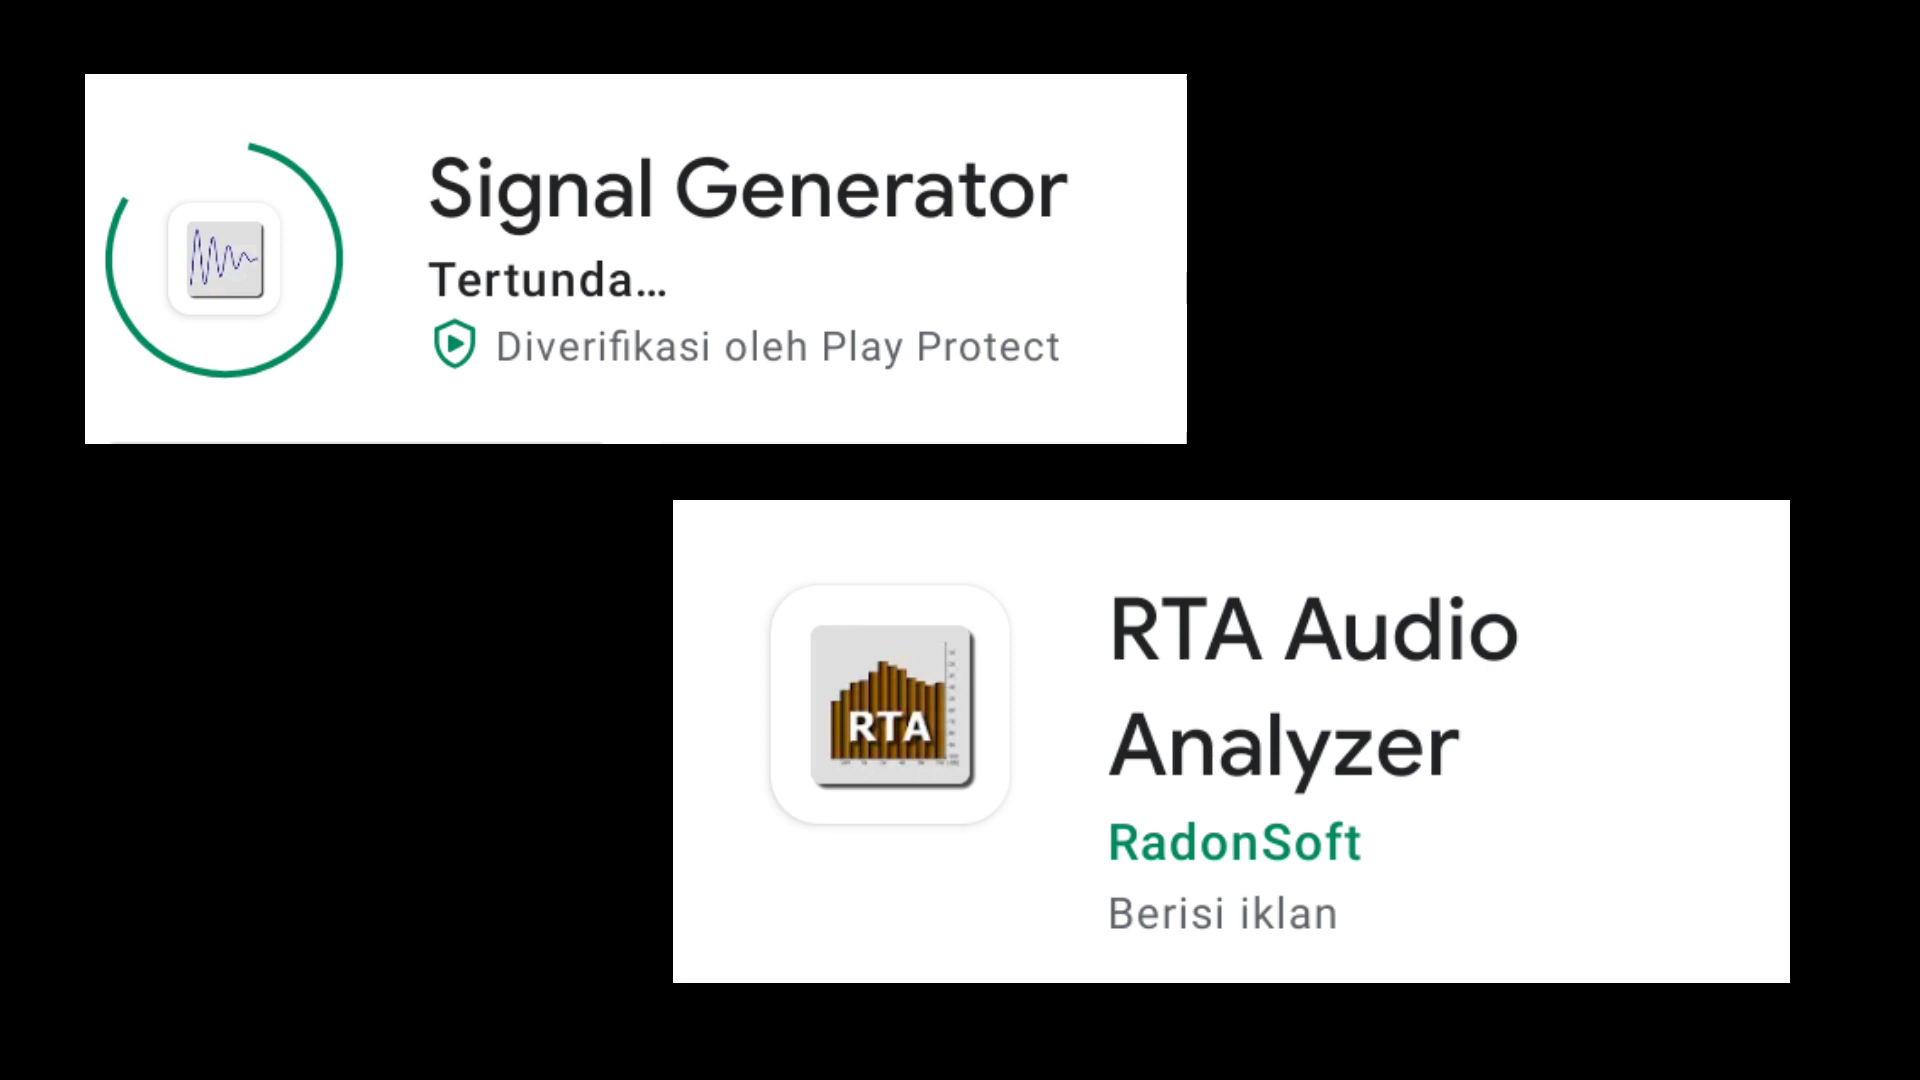 Signal Generator
Tertunda...
Diverifikasi oleh Play Protect
RTA
RTA Audio
Analyzer
RadonSoft
Berisi iklan